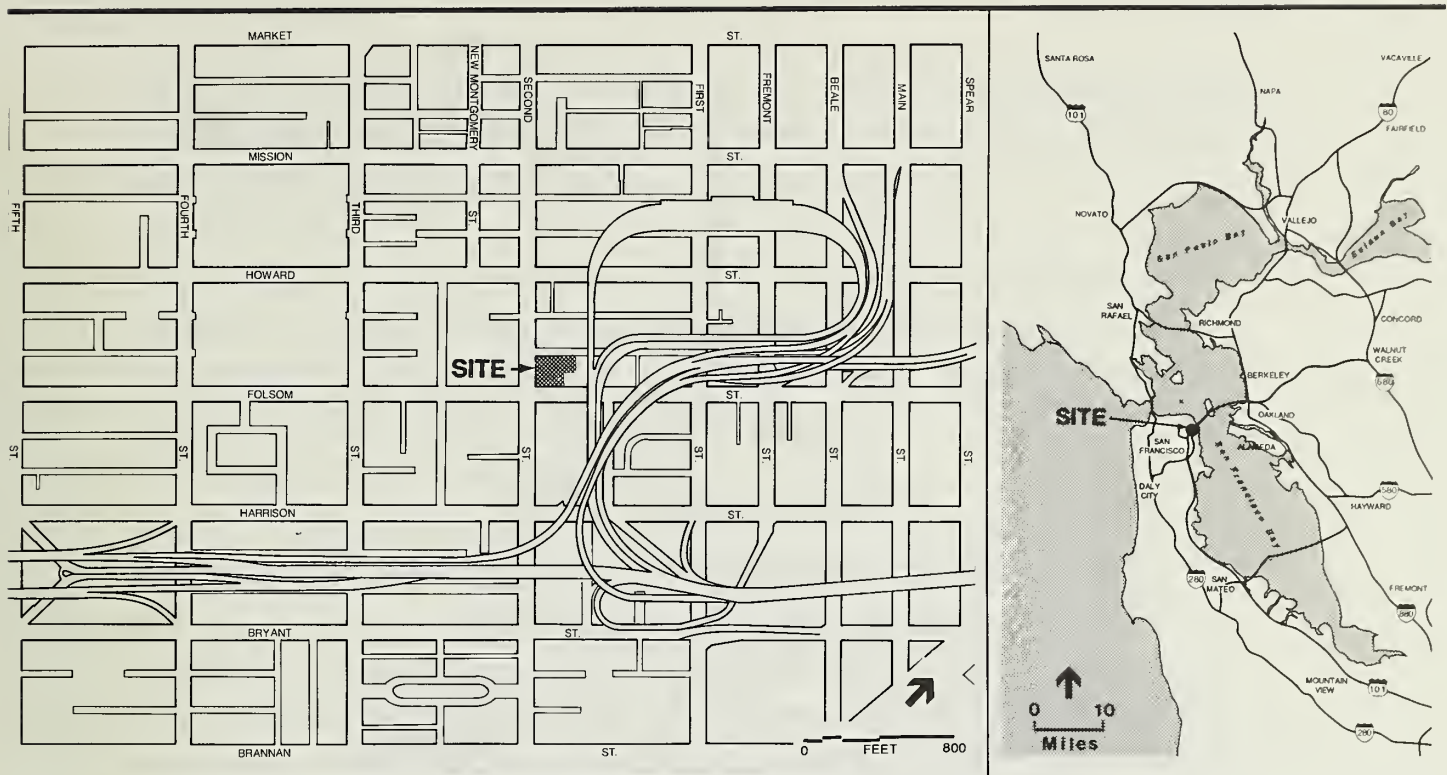 MARKET ST.
NEW MONTGOMERY
SECOND
FIRST
FREMONT
BEALE
MAIN
SPEAR
MISSION ST.
FIFTH
FOURTH
THIRD
ST.
HOWARD ST.
SITE
FOLSOM ST.
ST.
ST.
ST.
ST.
ST.
ST.
ST.
ST.
ST.
HARRISON ST.
BRYANT ST.
BRANNAN ST.
0 FEET 800
SANTA ROSA
VACAVILLE
NAPA
101
80
FAIRFIELD
NOVATO
VALLEJO
San Pablo Bay
Suisun Bay
SAN
RAFAEL
RICHMOND
CONCORD
WALNUT
CREEK
BERKELEY
680
SITE
OAKLAND
SAN
FRANCISCO
ALAMEDA
San Francisco Bay
DALY
CITY
580
HAYWARD
280
SAN
MATEO
FREMONT
880
MOUNTAIN
VIEW
101
280
0 10
Miles